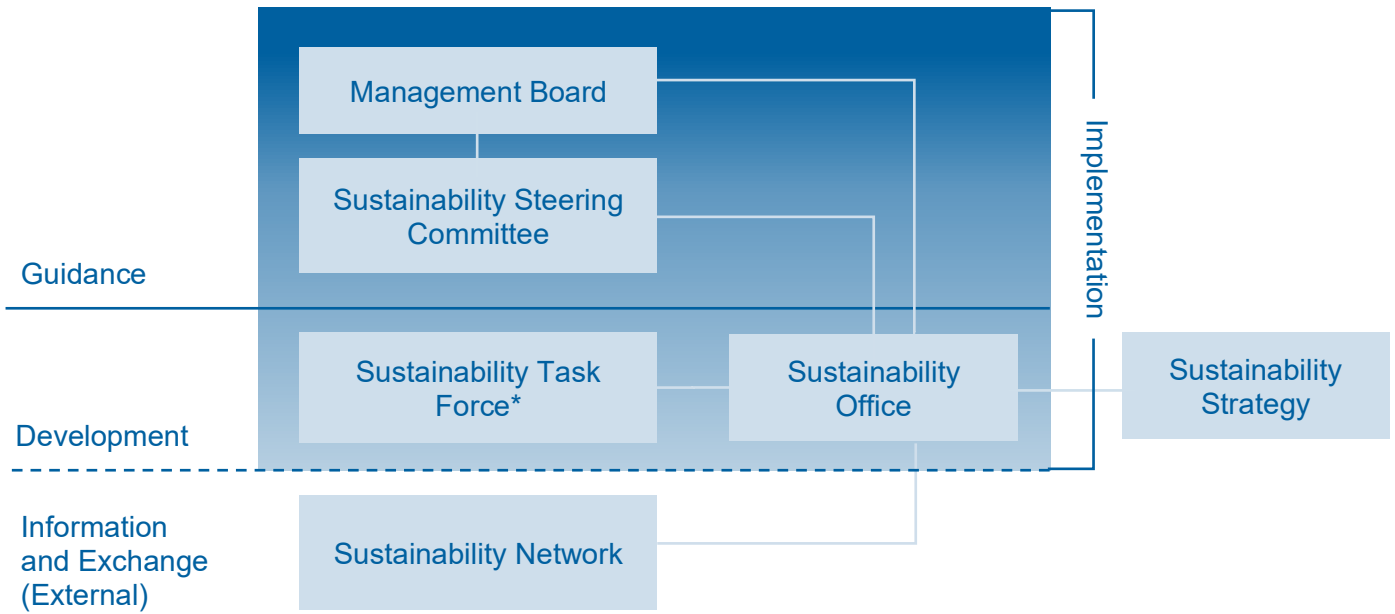 Management Board
Sustainability Steering
Committee
Implementation
Guidance
Sustainability Task
Force*
Sustainability
Office
Sustainability
Strategy
Development
Information
and Exchange
(External)
Sustainability Network